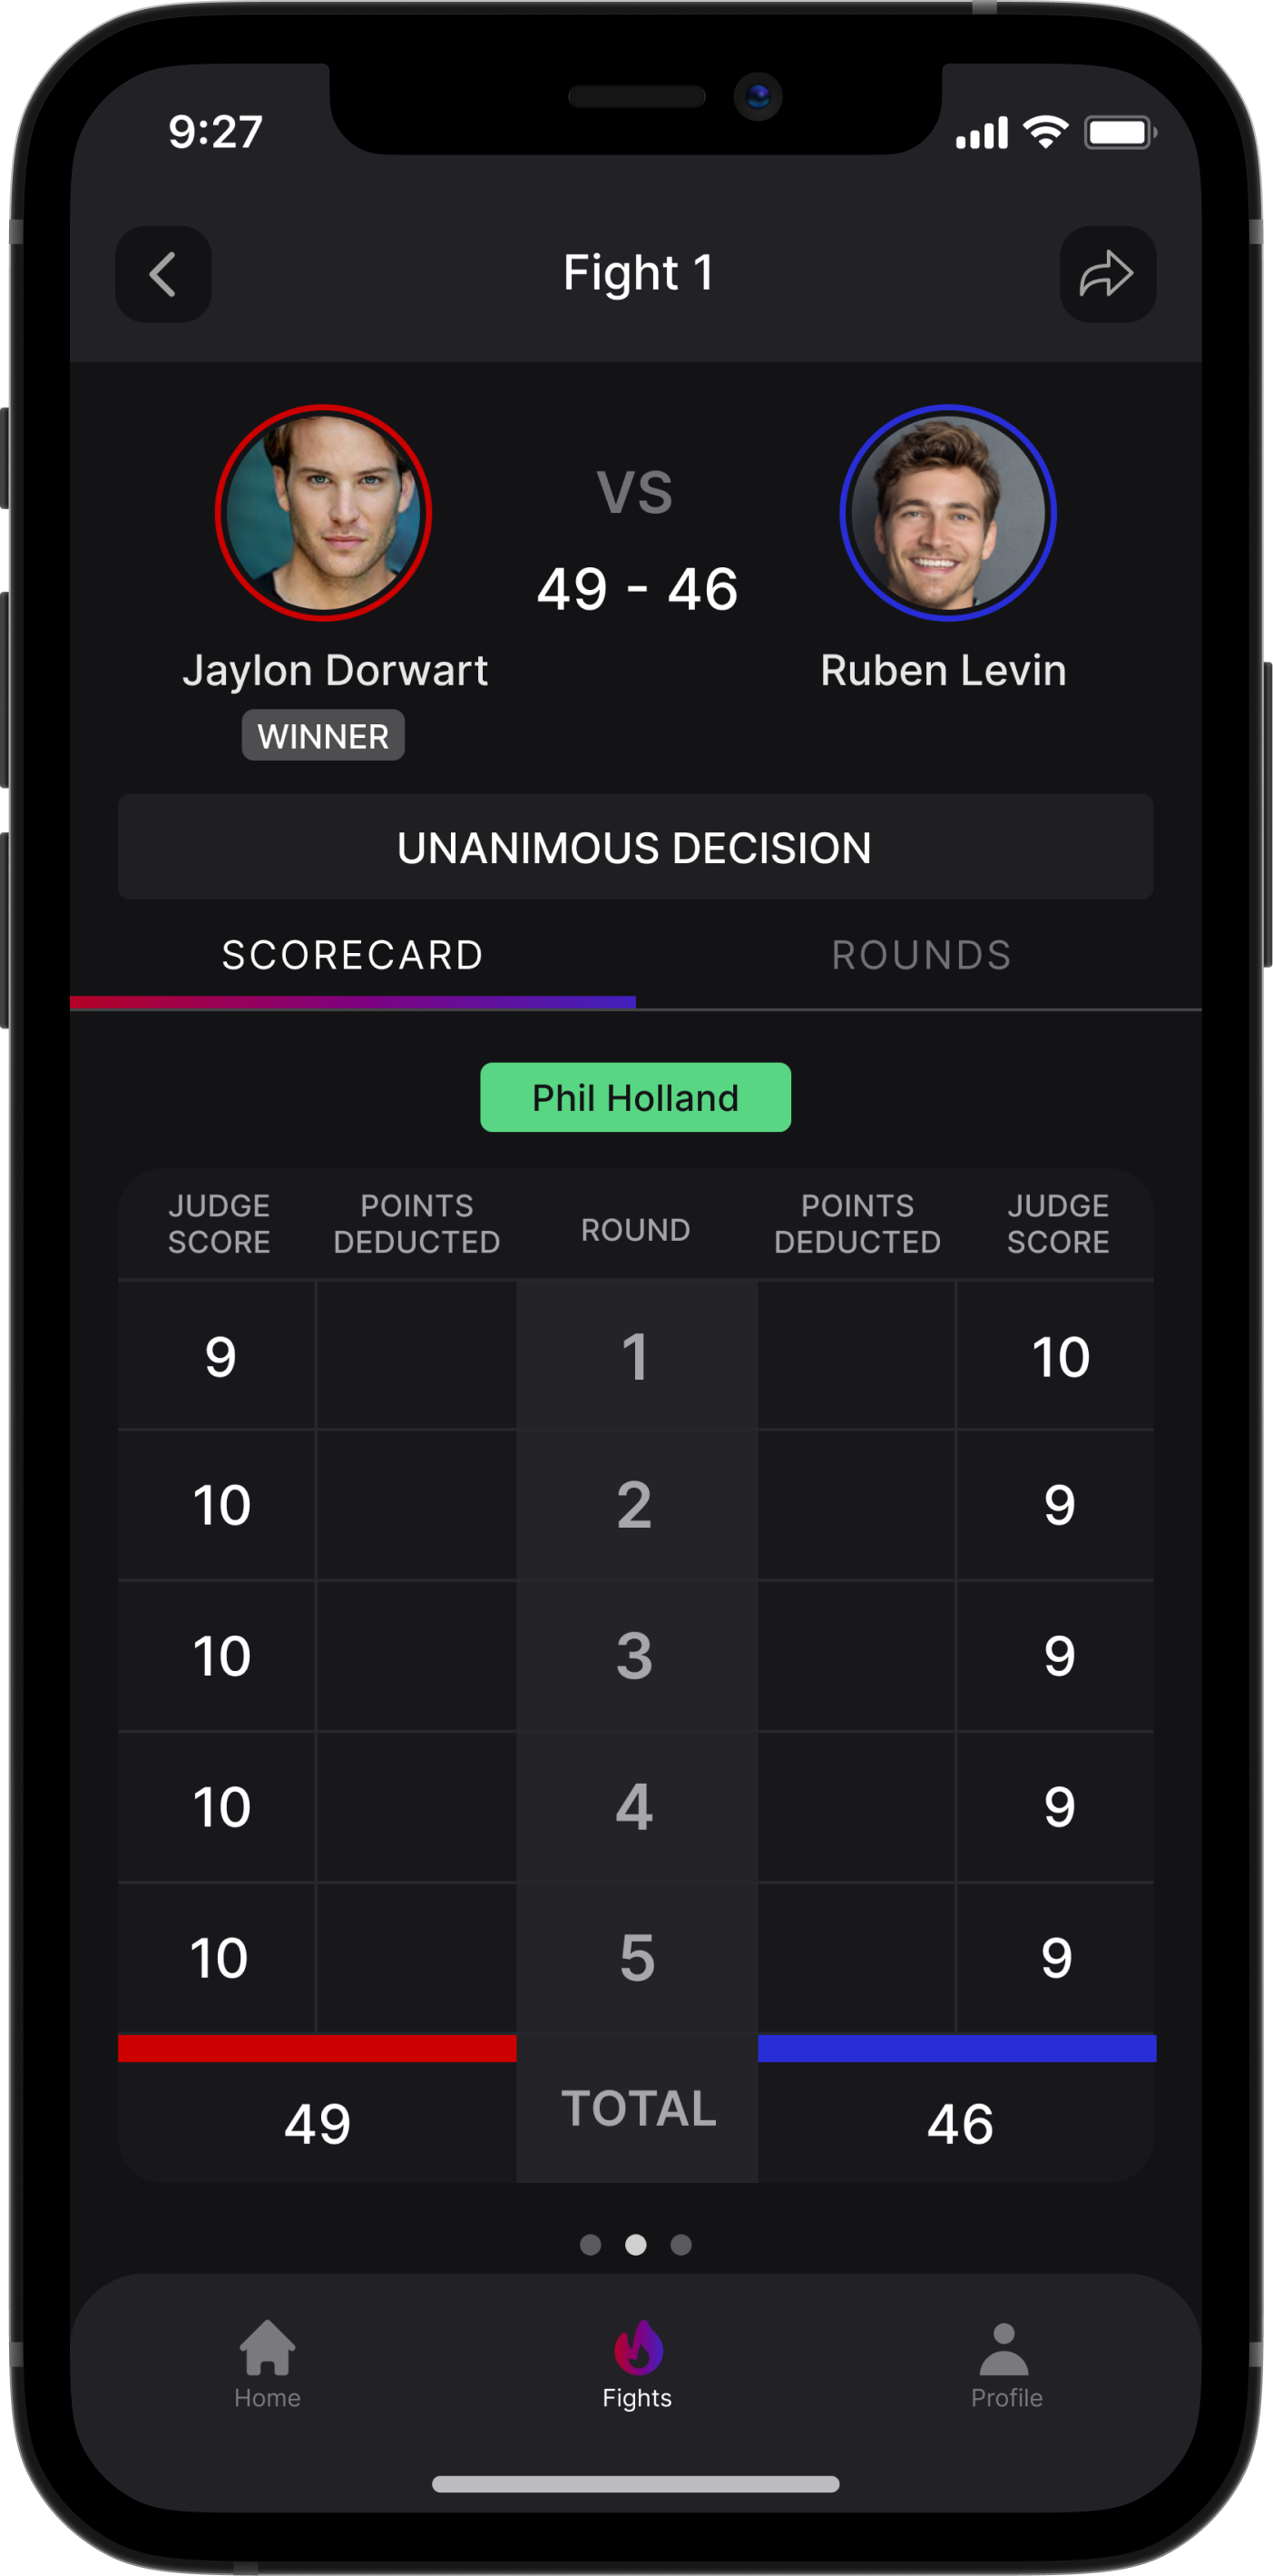 9:27
Fight 1
VS
49 - 46
Jaylon Dorwart
Ruben Levin
WINNER
UNANIMOUS DECISION
SCORECARD
ROUNDS
Phil Holland
JUDGE SCORE
POINTS DEDUCTED
ROUND
POINTS DEDUCTED
JUDGE SCORE
9 1 10
10 2 9
10 3 9
10 4 9
10 5 9
49 TOTAL 46
Home
Fights
Profile